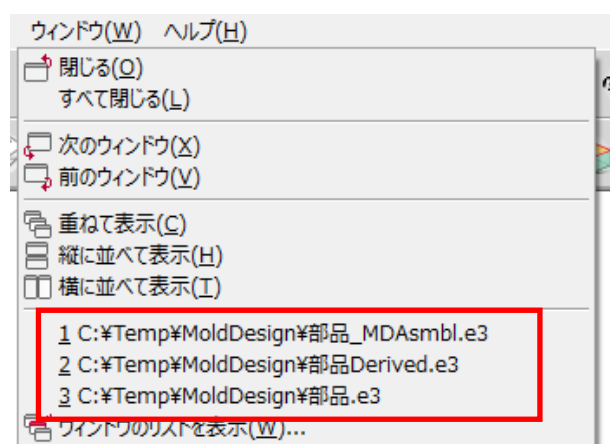 ウィンドウ(W) ヘルプ(H)
閉じる(O)
すべて閉じる(L)
次のウィンドウ(X)
前のウィンドウ(V)
重ねて表示(C)
縦に並べて表示(H)
横に並べて表示(T)
1 C:¥Temp¥MoldDesign¥部品_MDAsmbl.e3
2 C:¥Temp¥MoldDesign¥部品Derived.e3
3 C:¥Temp¥MoldDesign¥部品.e3
ウィンドウのリストを表示(W)...